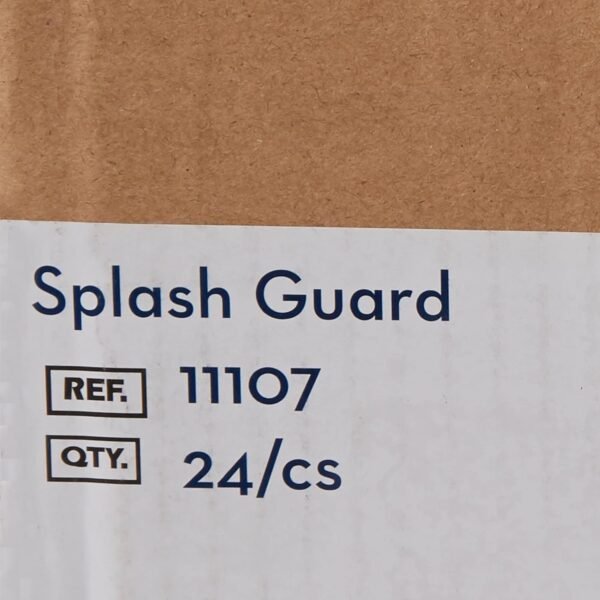 Splash Guard
REF. 11107
QTY. 24/cs